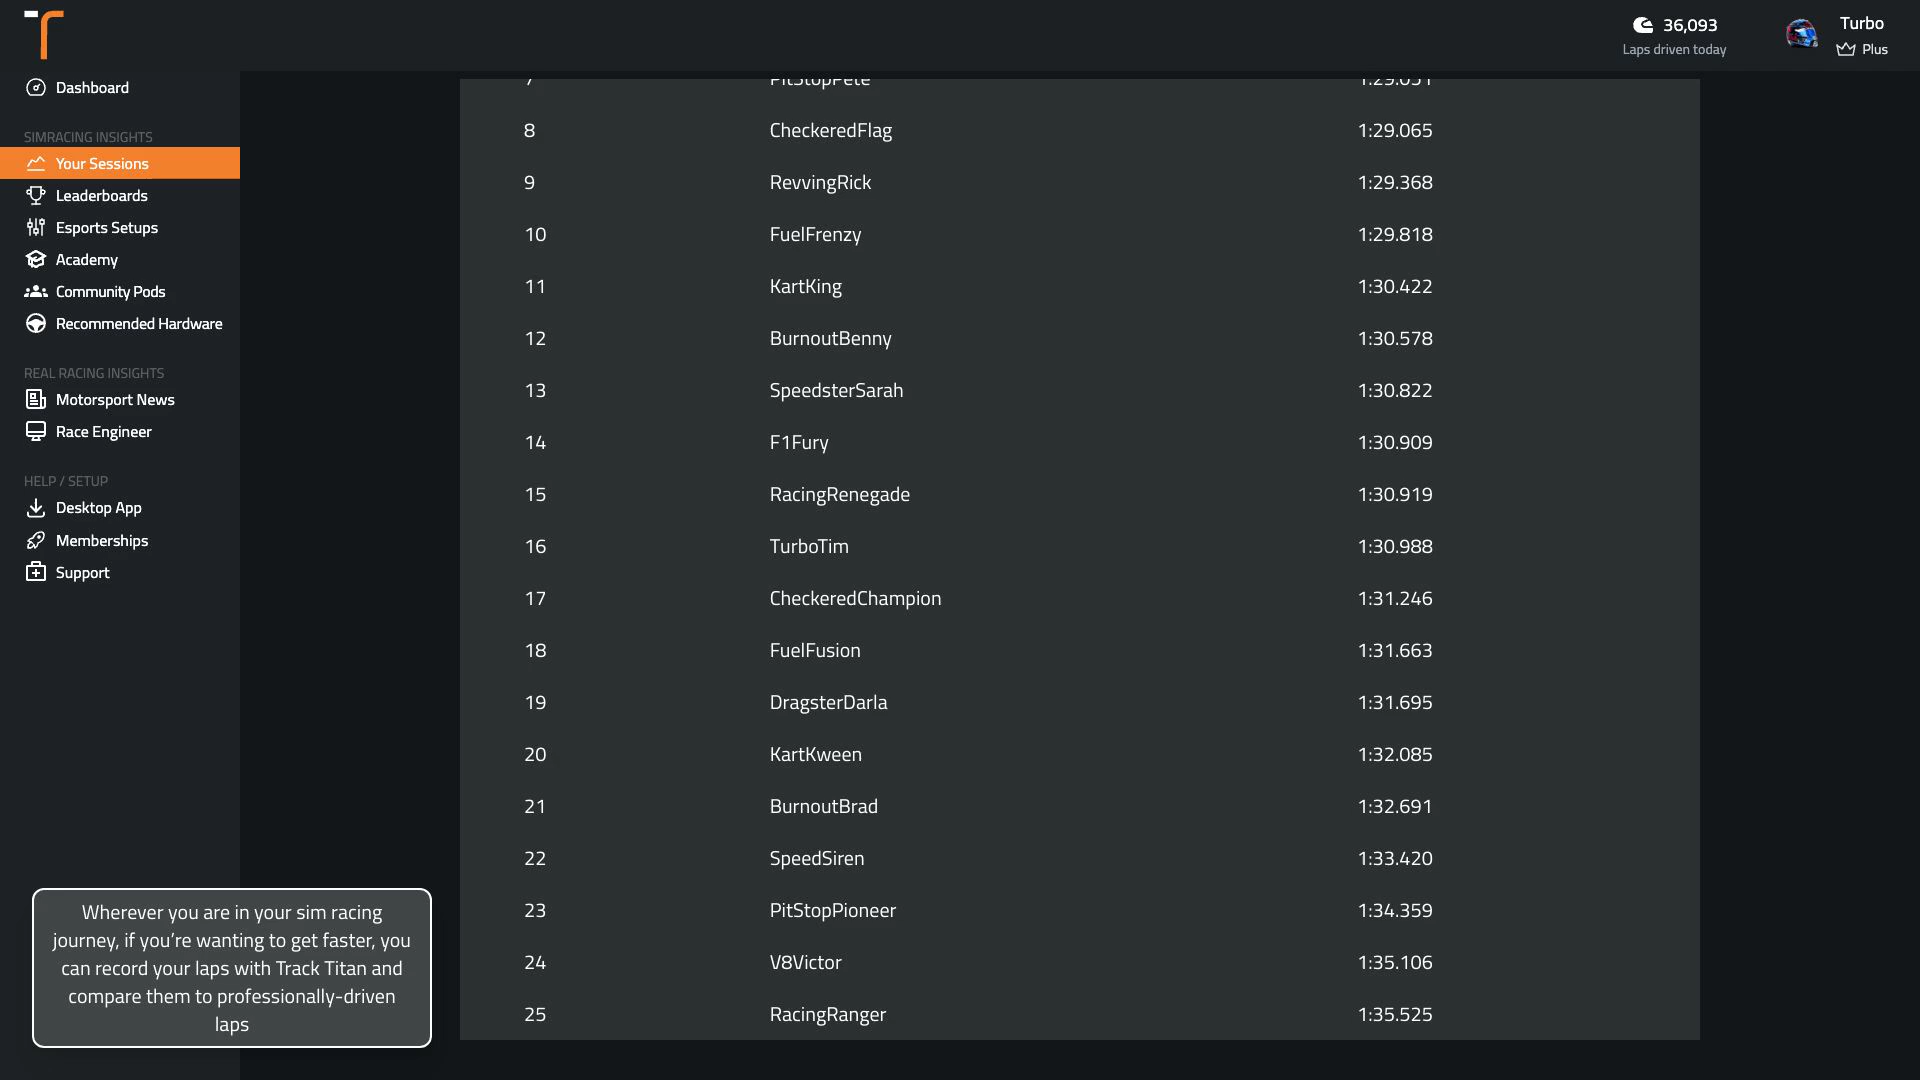 36,093
Laps driven today
Turbo
Plus
Dashboard
SIMRACING INSIGHTS
Your Sessions
Leaderboards
Esports Setups
Academy
Community Pods
Recommended Hardware
REAL RACING INSIGHTS
Motorsport News
Race Engineer
HELP / SETUP
Desktop App
Memberships
Support
7 PitStopPete
8 CheckeredFlag 1:29.065
9 RevvingRick 1:29.368
10 FuelFrenzy 1:29.818
11 KartKing 1:30.422
12 BurnoutBenny 1:30.578
13 SpeedsterSarah 1:30.822
14 F1Fury 1:30.909
15 RacingRenegade 1:30.919
16 TurboTim 1:30.988
17 CheckeredChampion 1:31.246
18 FuelFusion 1:31.663
19 DragsterDarla 1:31.695
20 KartKween 1:32.085
21 BurnoutBrad 1:32.691
22 SpeedSiren 1:33.420
23 PitStopPioneer 1:34.359
24 V8Victor 1:35.106
25 RacingRanger 1:35.525
Wherever you are in your sim racing
journey, if you’re wanting to get faster, you
can record your laps with Track Titan and
compare them to professionally-driven
laps